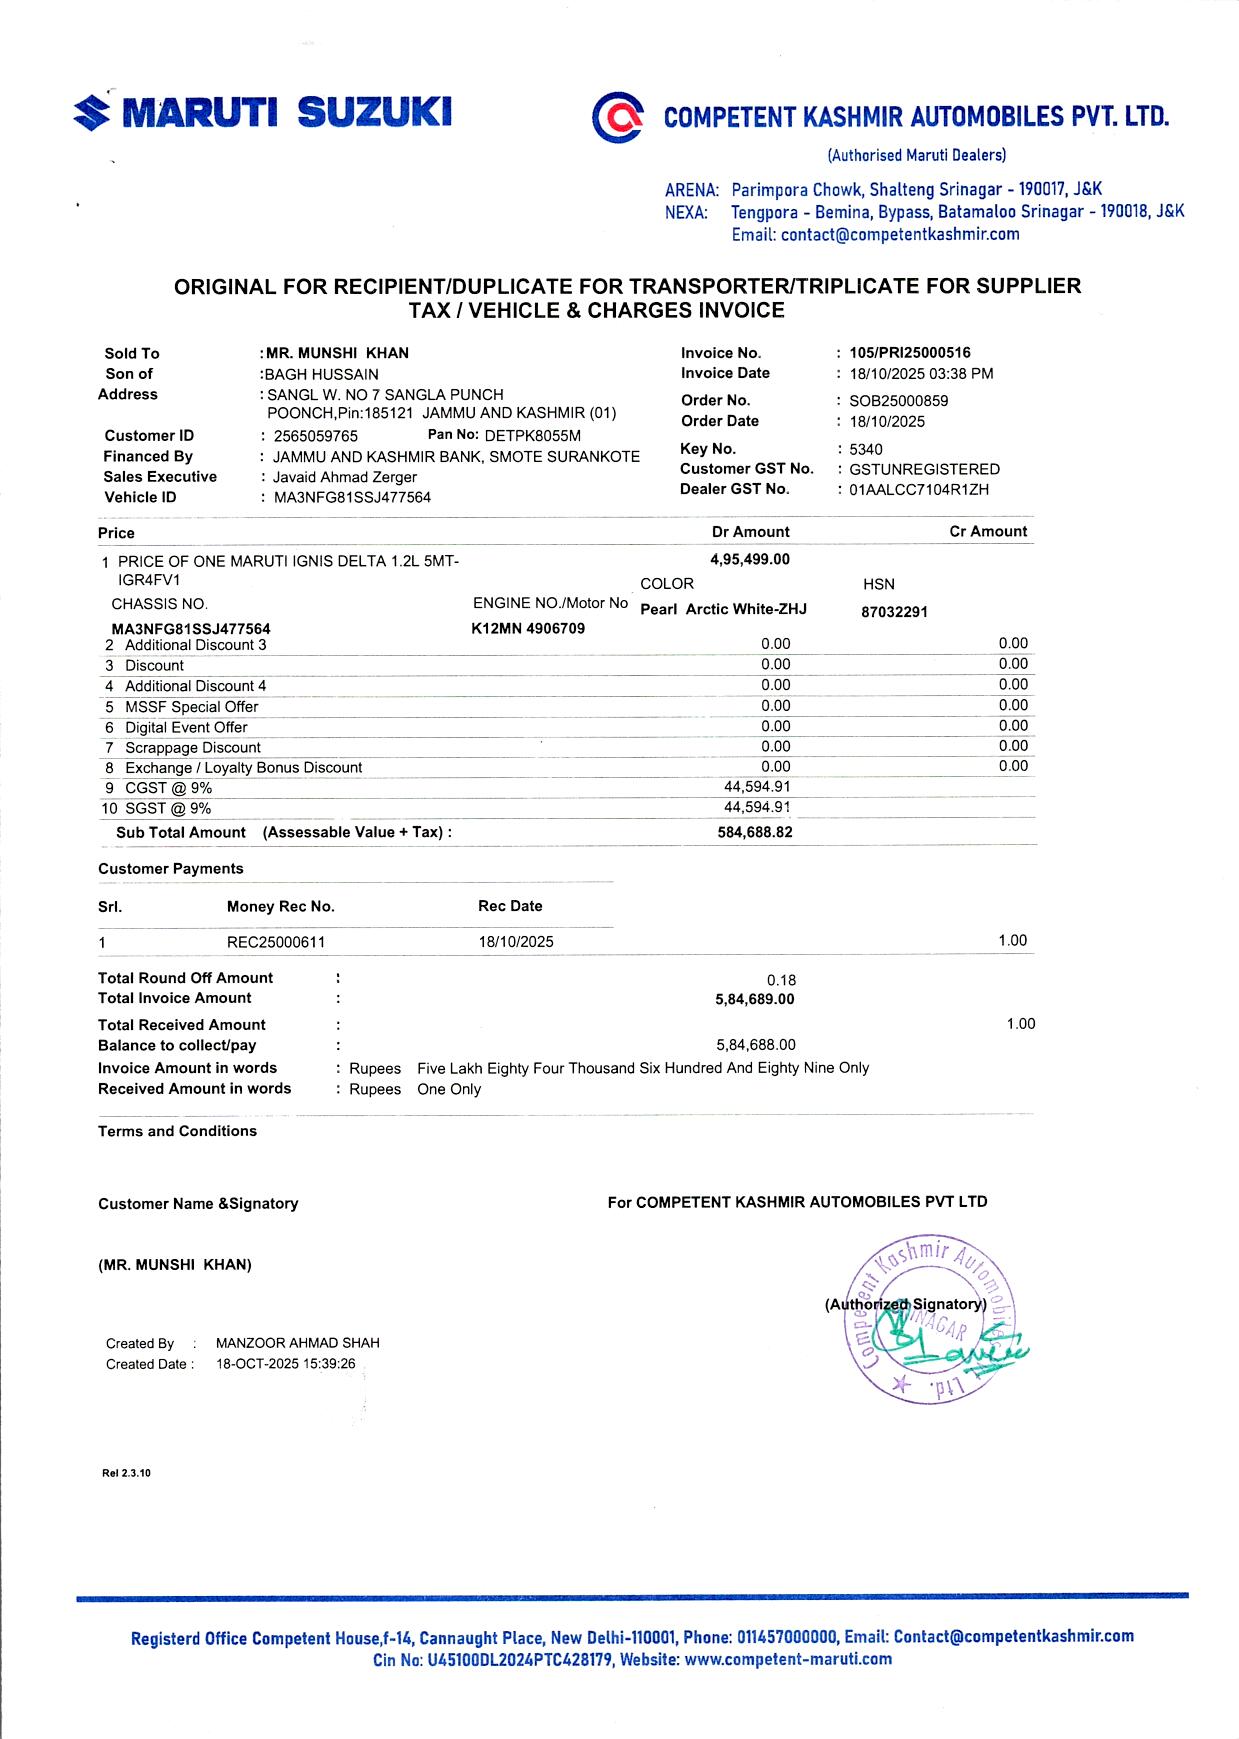 MARUTI SUZUKI
COMPETENT KASHMIR AUTOMOBILES PVT. LTD.
(Authorised Maruti Dealers)
ARENA: Parimpora Chowk, Shalteng Srinagar - 190017, J&K
NEXA: Tengpora - Bemina, Bypass, Batamaloo Srinagar - 190018, J&K
Email: contact@competentkashmir.com
ORIGINAL FOR RECIPIENT/DUPLICATE FOR TRANSPORTER/TRIPLICATE FOR SUPPLIER
TAX / VEHICLE & CHARGES INVOICE
Sold To :MR. MUNSHI KHAN Invoice No. : 105/PRI25000516
Son of :BAGH HUSSAIN Invoice Date : 18/10/2025 03:38 PM
Address : SANGL W. NO 7 SANGLA PUNCH Order No. : SOB25000859
POONCH,Pin:185121 JAMMU AND KASHMIR (01) Order Date : 18/10/2025
Customer ID : 2565059765 Pan No: DETPK8055M Key No. : 5340
Financed By : JAMMU AND KASHMIR BANK, SMOTE SURANKOTE Customer GST No. : GSTUNREGISTERED
Sales Executive : Javaid Ahmad Zerger Dealer GST No. : 01AALCC7104R1ZH
Vehicle ID : MA3NFG81SSJ477564
Price Dr Amount Cr Amount
1 PRICE OF ONE MARUTI IGNIS DELTA 1.2L 5MT- 4,95,499.00
IGR4FV1 COLOR HSN
CHASSIS NO. ENGINE NO./Motor No Pearl Arctic White-ZHJ 87032291
MA3NFG81SSJ477564 K12MN 4906709
2 Additional Discount 3 0.00 0.00
3 Discount 0.00 0.00
4 Additional Discount 4 0.00 0.00
5 MSSF Special Offer 0.00 0.00
6 Digital Event Offer 0.00 0.00
7 Scrappage Discount 0.00 0.00
8 Exchange / Loyalty Bonus Discount 0.00 0.00
9 CGST @ 9% 44,594.91
10 SGST @ 9% 44,594.91
Sub Total Amount (Assessable Value + Tax) : 584,688.82
Customer Payments
Srl. Money Rec No. Rec Date
1 REC25000611 18/10/2025 1.00
Total Round Off Amount : 0.18
Total Invoice Amount : 5,84,689.00
Total Received Amount : 1.00
Balance to collect/pay : 5,84,688.00
Invoice Amount in words : Rupees Five Lakh Eighty Four Thousand Six Hundred And Eighty Nine Only
Received Amount in words : Rupees One Only
Terms and Conditions
Customer Name &Signatory For COMPETENT KASHMIR AUTOMOBILES PVT LTD
(MR. MUNSHI KHAN)
Competent Kashmir Automobiles Ltd.
(Authorized Signatory)
Created By : MANZOOR AHMAD SHAH
Created Date : 18-OCT-2025 15:39:26
Rel 2.3.10
Registerd Office Competent House,f-14, Cannaught Place, New Delhi-110001, Phone: 011457000000, Email: Contact@competentkashmir.com
Cin No: U45100DL2024PTC428179, Website: www.competent-maruti.com